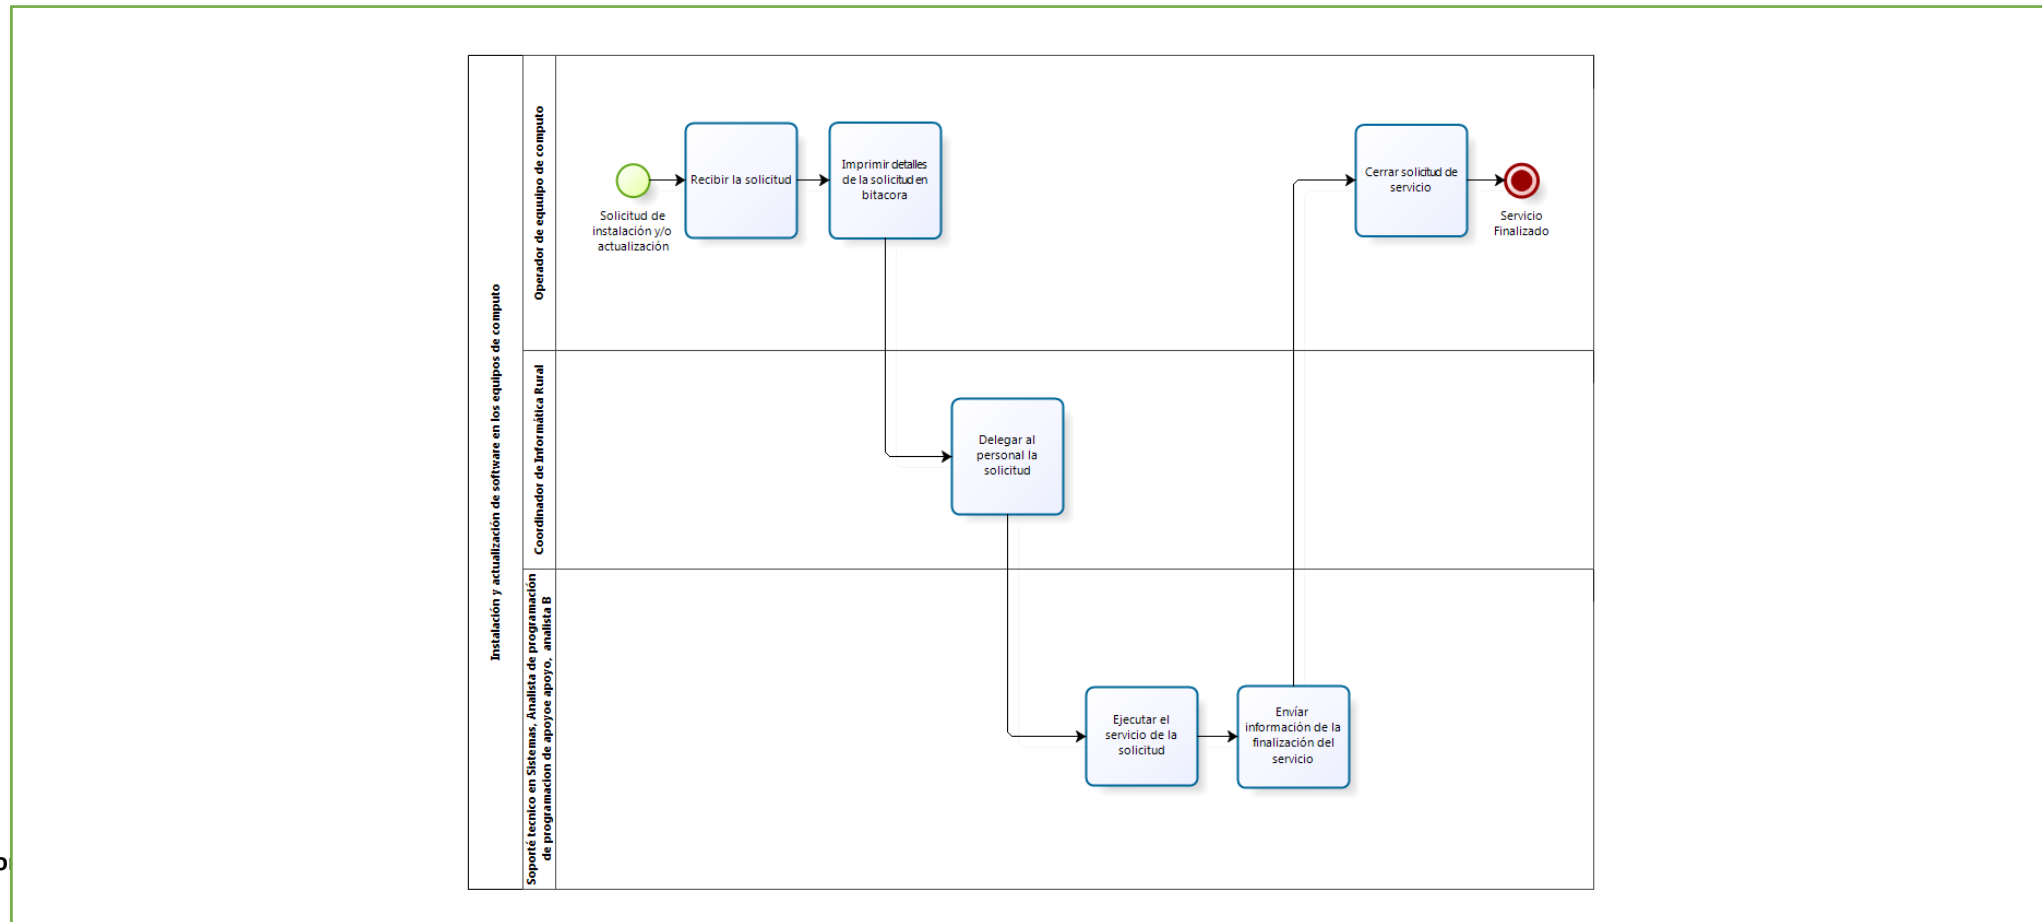 Instalación y actualización de software en los equipos de computo
Operador de equuipo de computo
Solicitud de
instalación y/o
actualización
Recibir la solicitud
Imprimir detalles
de la solicitud en
bitacora
Cerrar solicitud de
servicio
Servicio
Finalizado
Coordinador de Informática Rural
Delegar al
personal la
solicitud
Soporté tecnico en Sistemas, Analista de programación
de programacion de apoyoe apoyo, analista B
Ejecutar el
servicio de la
solicitud
Envíar
información de la
finalización del
servicio